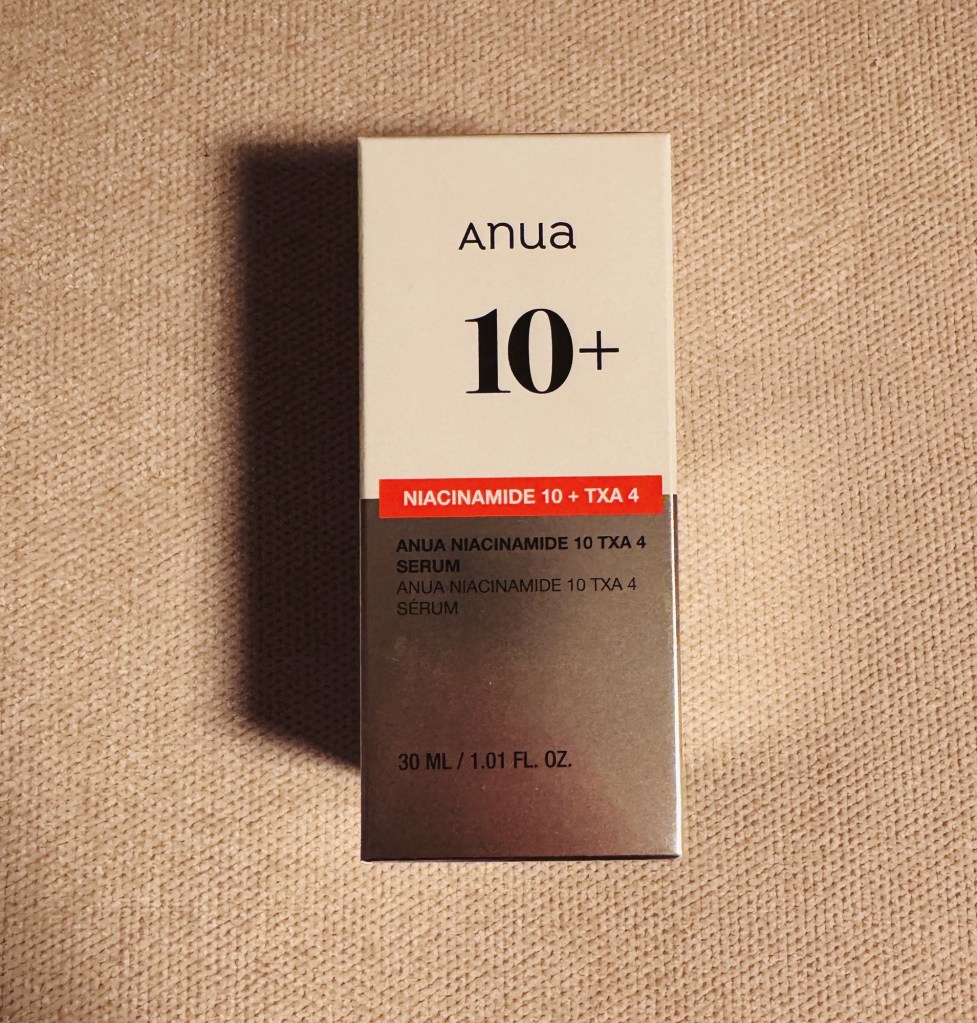 Anua
10+
NIACINAMIDE 10 + TXA 4
ANUA NIACINAMIDE 10 TXA 4
SERUM
ANUA NIACINAMIDE 10 TXA 4
SÉRUM
30 ML / 1.01 FL. OZ.